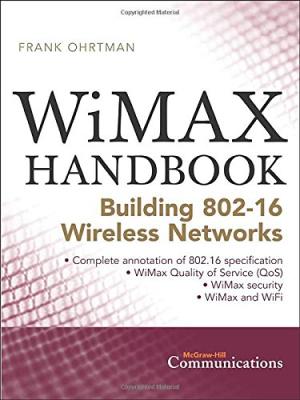 FRANK OHRTMAN
WiMAX
HANDBOOK
Building 802-16
Wireless Networks
• Complete annotation of 802.16 specification
• WiMax Quality of Service (QoS)
• WiMax security
• WiMax and WiFi
McGraw-Hill
Communications